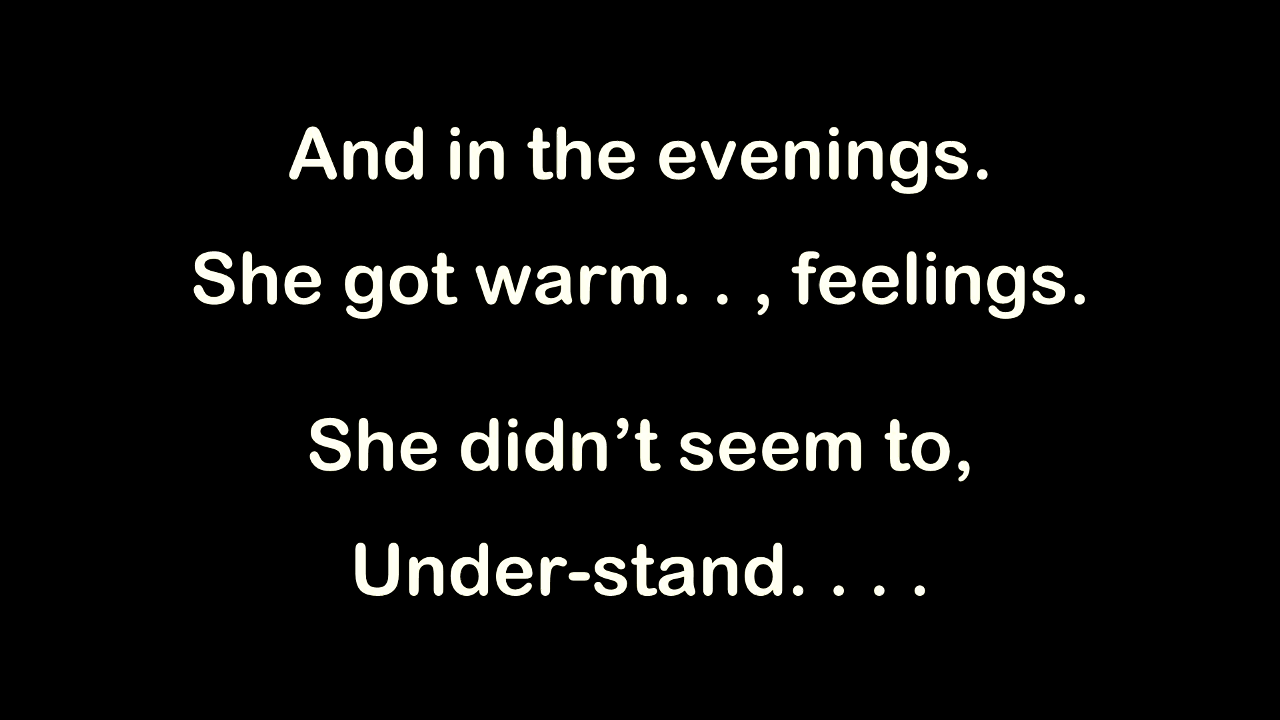 And in the evenings.
She got warm. . , feelings.
She didn’t seem to,
Under-stand. . . .